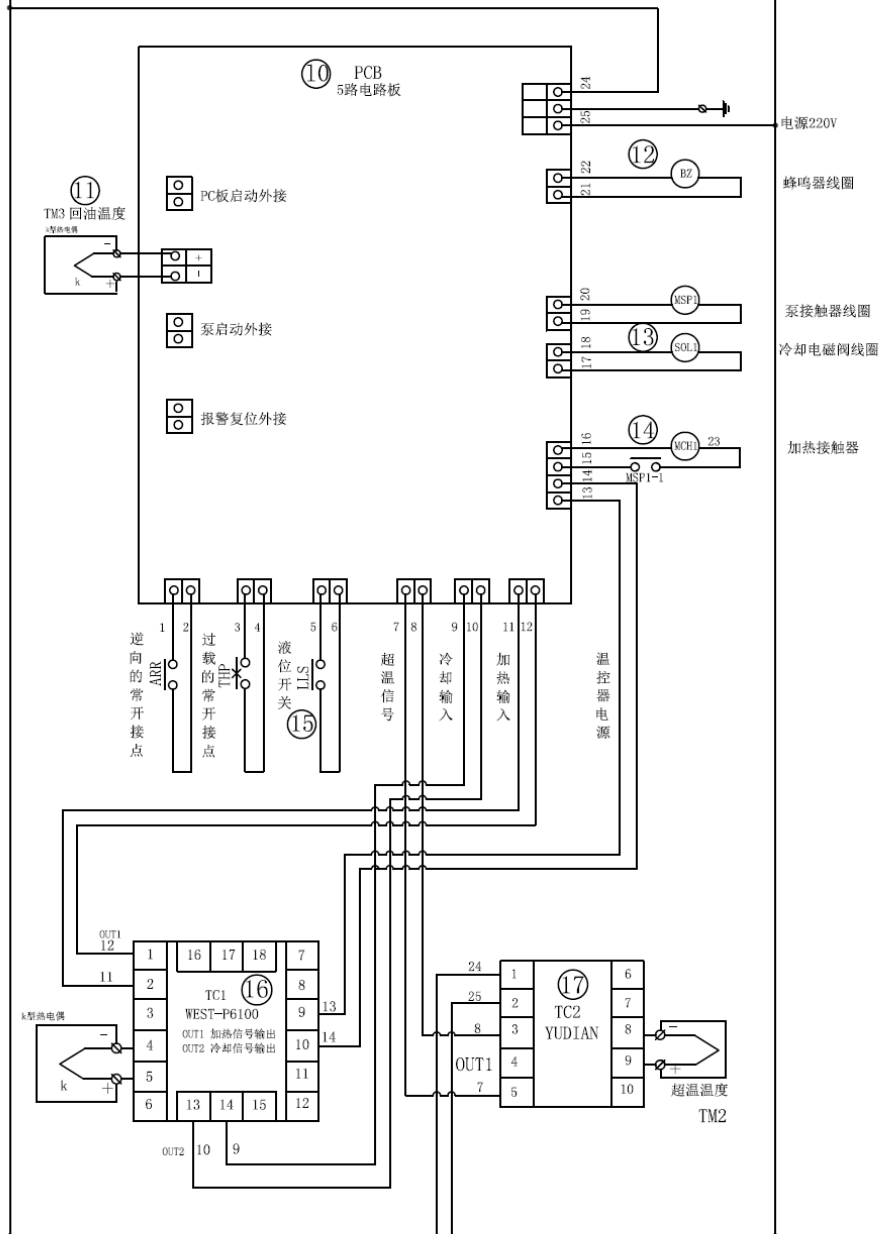 ⑩ PCB
5路电路板
24
25
电源220V
⑫
22
BZ
21
蜂鸣器线圈
⑪
TM3 回油温度
k型热电偶
−
k
+
+
−
PC板启动外接
泵启动外接
报警复位外接
20
MSP1
19
泵接触器线圈
⑬
18
SOL1
17
冷却电磁阀线圈
⑭
16
MCH1
23
15
MSP1-1
14
13
加热接触器
1
2
3
4
5
6
7
8
9
10
11
12
逆向的常开接点
ARR
过载的常开接点
THP
液位开关
LLS
⑮
超温信号
冷却输入
加热输入
温控器电源
OUT1
12
11
1
2
3
4
5
6
16
17
18
7
8
9
10
11
12
13
14
15
TC1
⑯
WEST-P6100
OUT1 加热信号输出
OUT2 冷却信号输出
13
14
k型热电偶
−
k
+
OUT2
10
9
24
25
8
OUT1
7
1
2
3
4
5
⑰
TC2
YUDIAN
6
7
8
9
10
−
+
超温温度
TM2